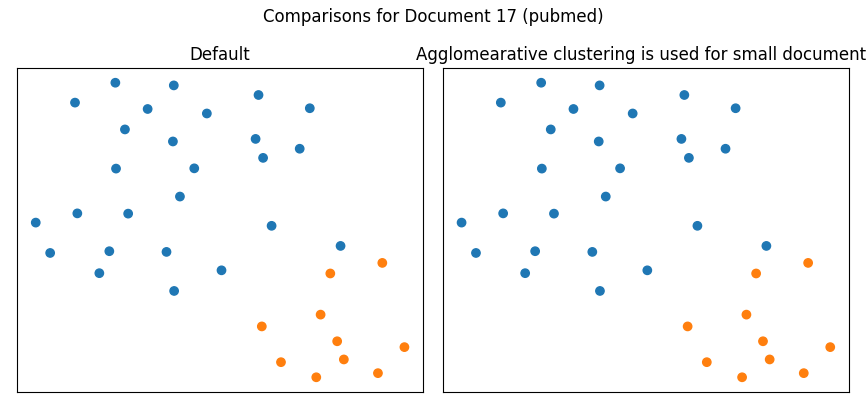 Comparisons for Document 17 (pubmed)
Default
Agglomearative clustering is used for small document